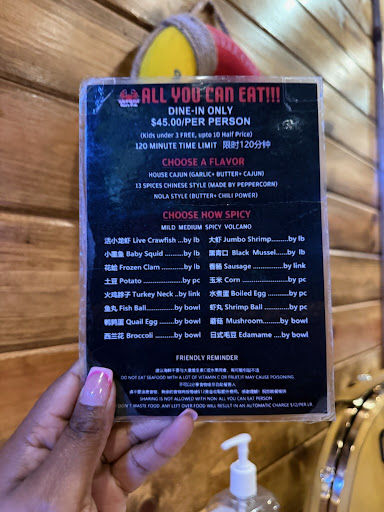 ALL YOU CAN EAT!!!
DINE-IN ONLY
$45.00/PER PERSON
(Kids under 3 FREE, upto 10 Half Price)
120 MINUTE TIME LIMIT 限时120分钟
CHOOSE A FLAVOR
HOUSE CAJUN (GARLIC+ BUTTER+ CAJUN)
13 SPICES CHINESE STYLE (MADE BY PEPPERCORN)
NOLA STYLE (BUTTER+ CHILI POWER)
CHOOSE HOW SPICY
MILD MEDIUM SPICY VOLCANO
活小龙虾 Live Crawfish ...by lb
大虾 Jumbo Shrimp.........by lb
小墨鱼 Baby Squid ...........by lb
黑青口 Black Mussel......by lb
花蛤 Frozen Clam ............by lb
香肠 Sausage ................by link
土豆 Potato .....................by pc
玉米 Corn ......................by pc
火鸡脖子 Turkey Neck ..by link
水煮蛋 Boiled Egg .........by pc
鱼丸 Fish Ball..................by bowl
虾丸 Shrimp Ball ...........by pc
鹌鹑蛋 Quail Egg ..........by bowl
蘑菇 Mushroom.........by bowl
西兰花 Broccoli ...........by bowl
日式毛豆 Edamame ....by bowl
FRIENDLY REMINDER
DO NOT EAT SEAFOOD WITH A LOT OF VITAMIN C OR FRUIT,IT MAY CAUSE POISONING
SHARING IS NOT ALLOWED WITH NON ALL YOU CAN EAT PERSON
DON'T WASTE FOOD ANY LEFT OVER FOOD WILL RESULT IN AN AUTOMATIC CHARGE $12/PER LB